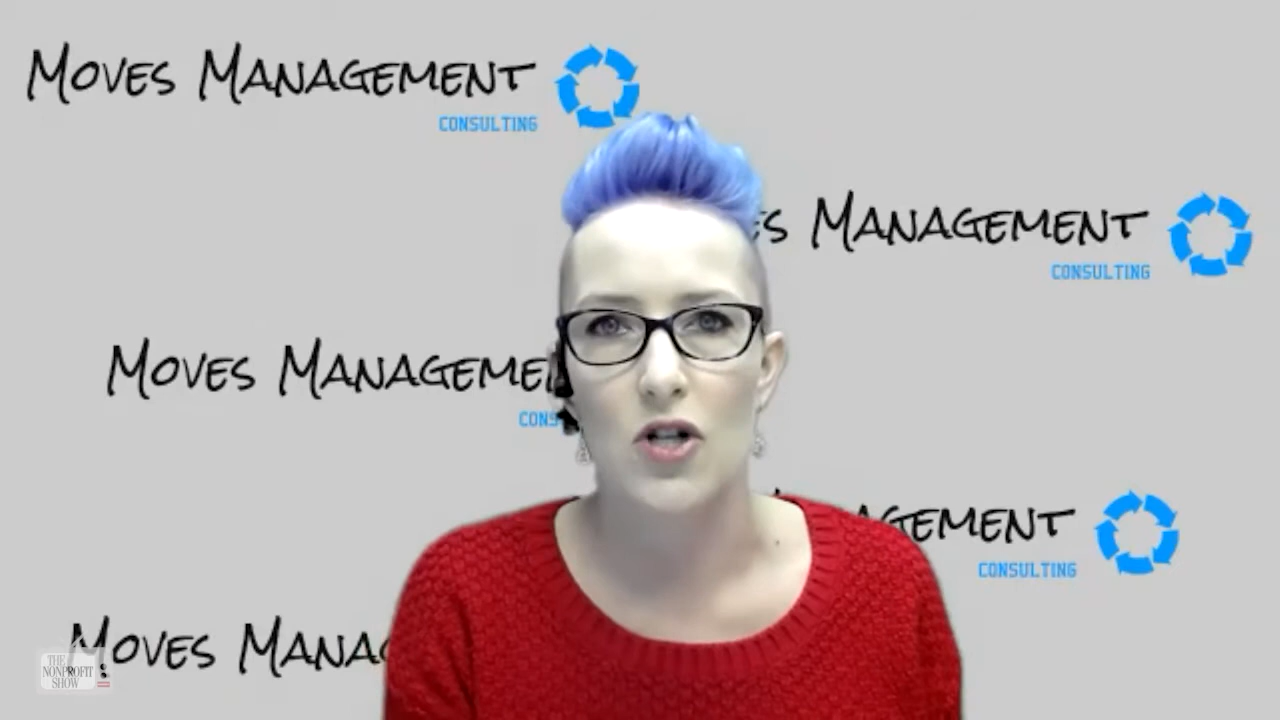 MOVES MANAGEMENT
CONSULTING
ES MANAGEMENT
CONSULTING
MOVES MANAGEME
CONS
AGEMENT
CONSULTING
MOVES MANAG
THE
NONPROFIT
SHOW